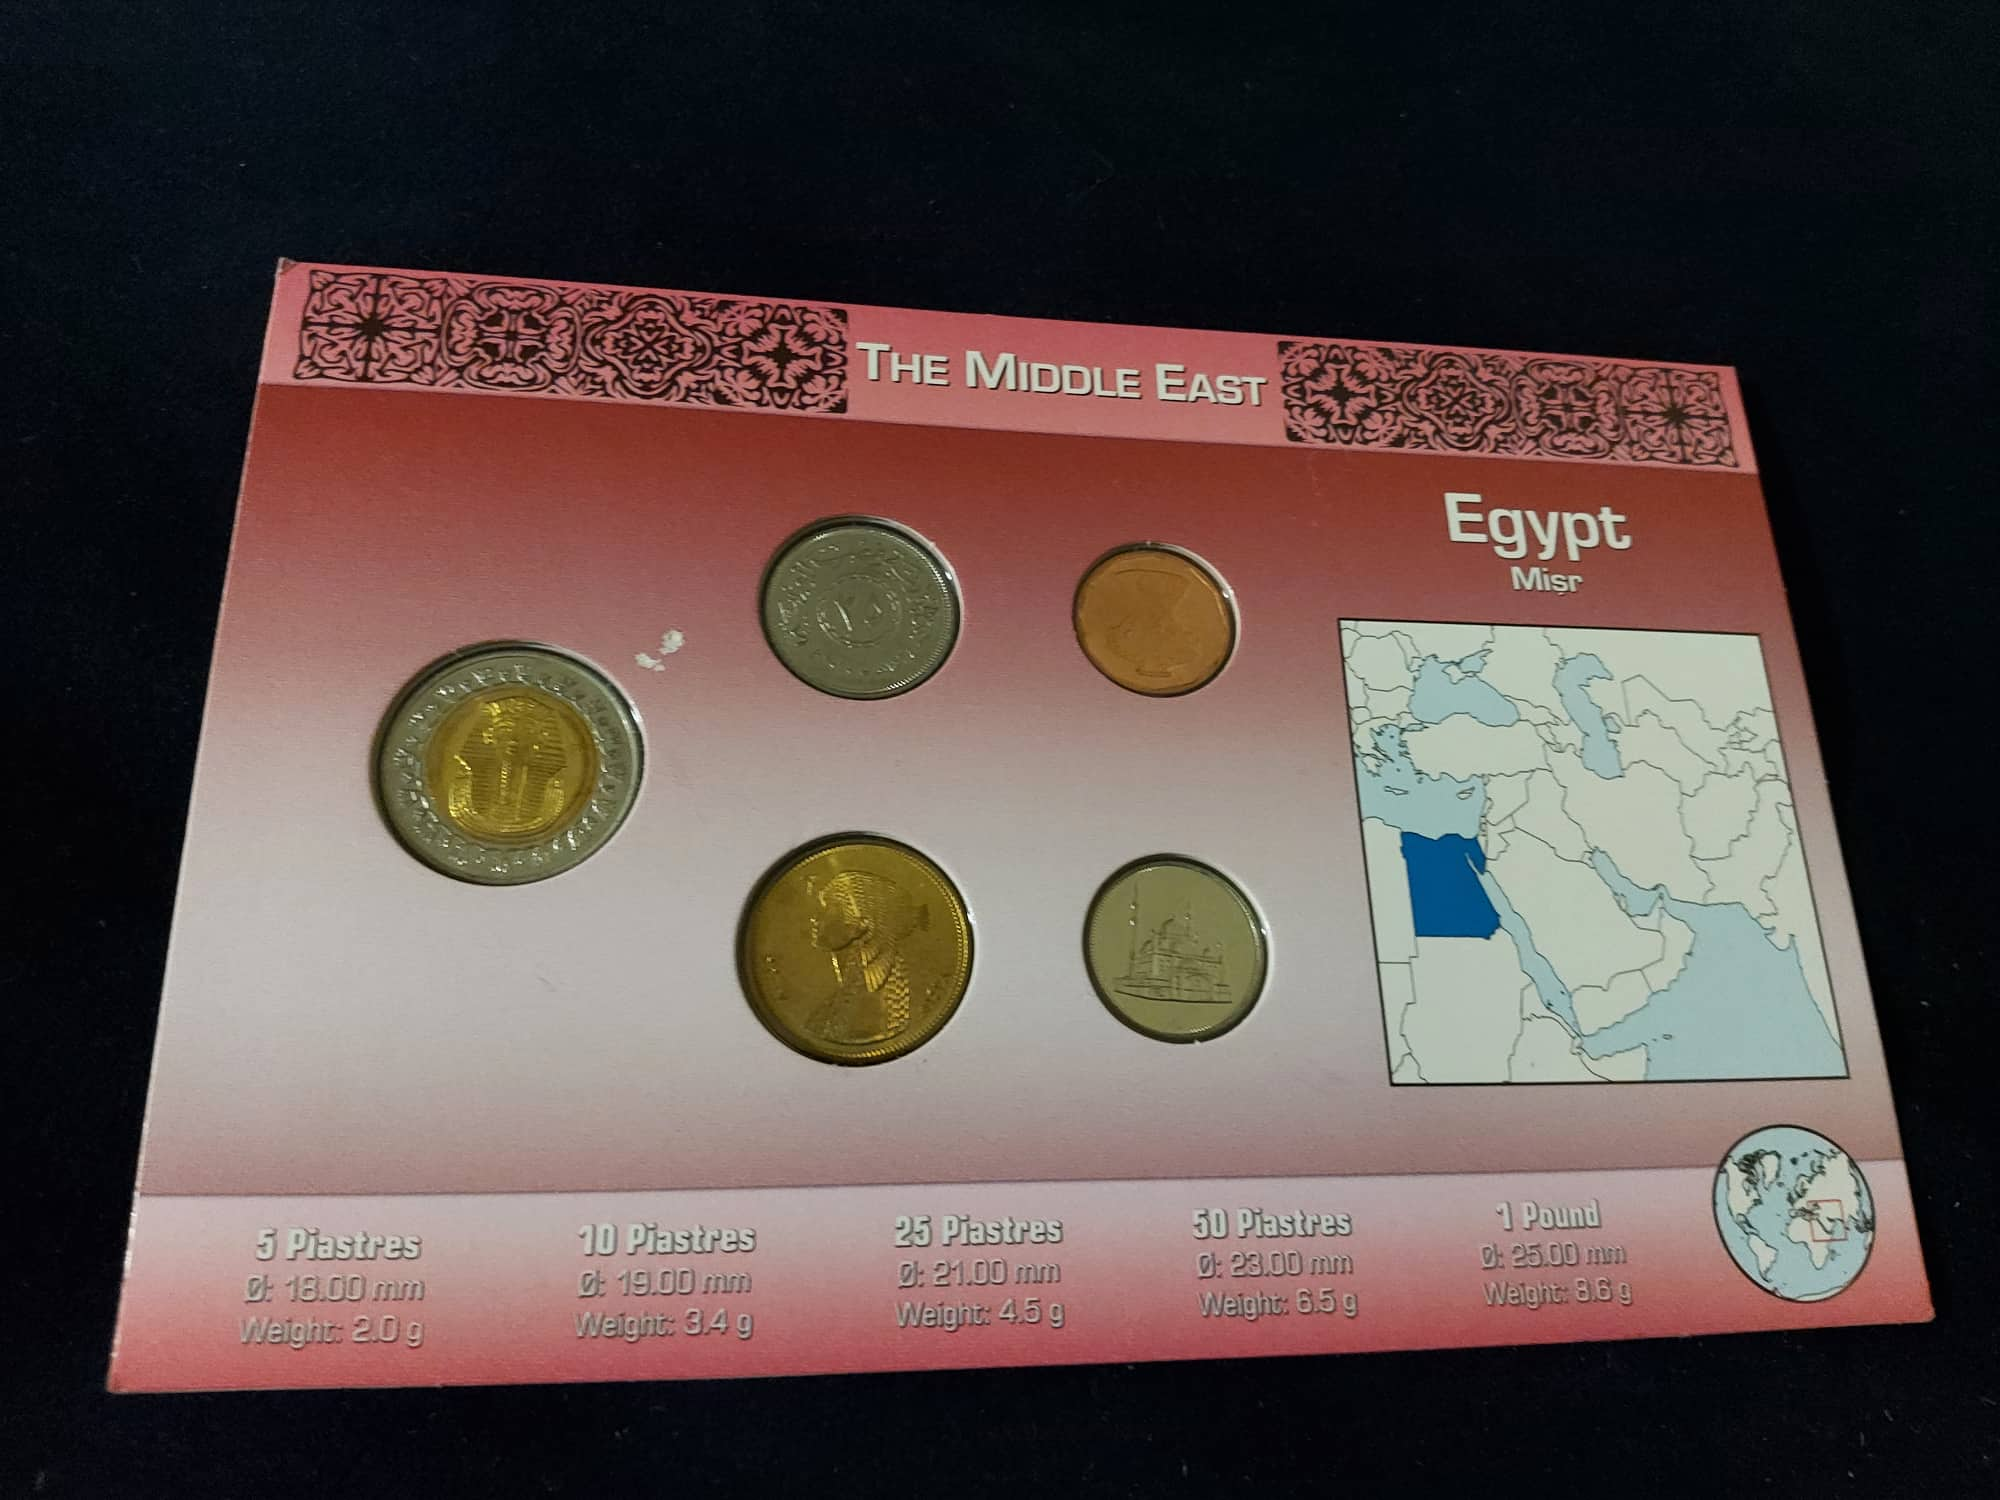 THE MIDDLE EAST
Egypt
Miṣr
5 Piastres
Ø: 18.00 mm
Weight: 2.0 g
10 Piastres
Ø: 19.00 mm
Weight: 3.4 g
25 Piastres
Ø: 21.00 mm
Weight: 4.5 g
50 Piastres
Ø: 23.00 mm
Weight: 6.5 g
1 Pound
Ø: 25.00 mm
Weight: 8.6 g